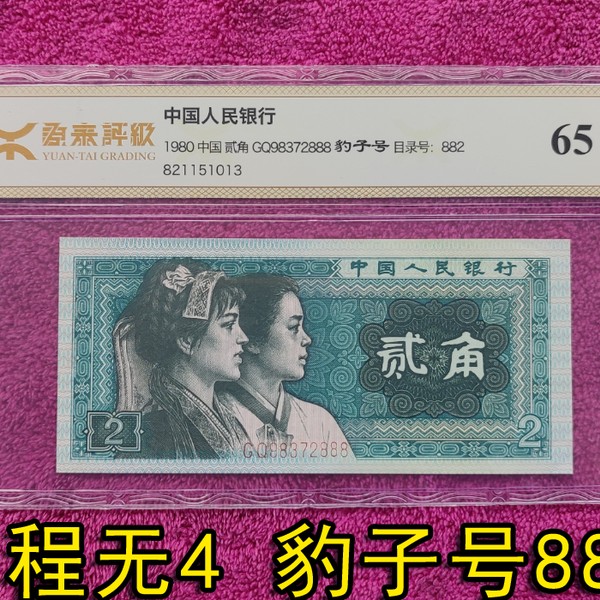 源泰評級
YUAN-TAI GRADING
中国人民银行
1980 中国 贰角 GQ98372888 豹子号 目录号: 882
821151013
65
中国人民银行
贰角
2
2
GQ98372888
程无4 豹子号88